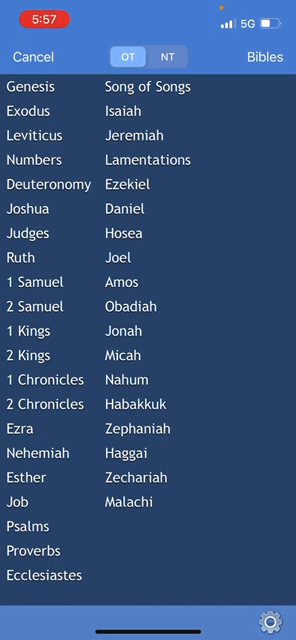 5:57
5G
Cancel OT NT Bibles
Genesis Song of Songs
Exodus Isaiah
Leviticus Jeremiah
Numbers Lamentations
Deuteronomy Ezekiel
Joshua Daniel
Judges Hosea
Ruth Joel
1 Samuel Amos
2 Samuel Obadiah
1 Kings Jonah
2 Kings Micah
1 Chronicles Nahum
2 Chronicles Habakkuk
Ezra Zephaniah
Nehemiah Haggai
Esther Zechariah
Job Malachi
Psalms
Proverbs
Ecclesiastes